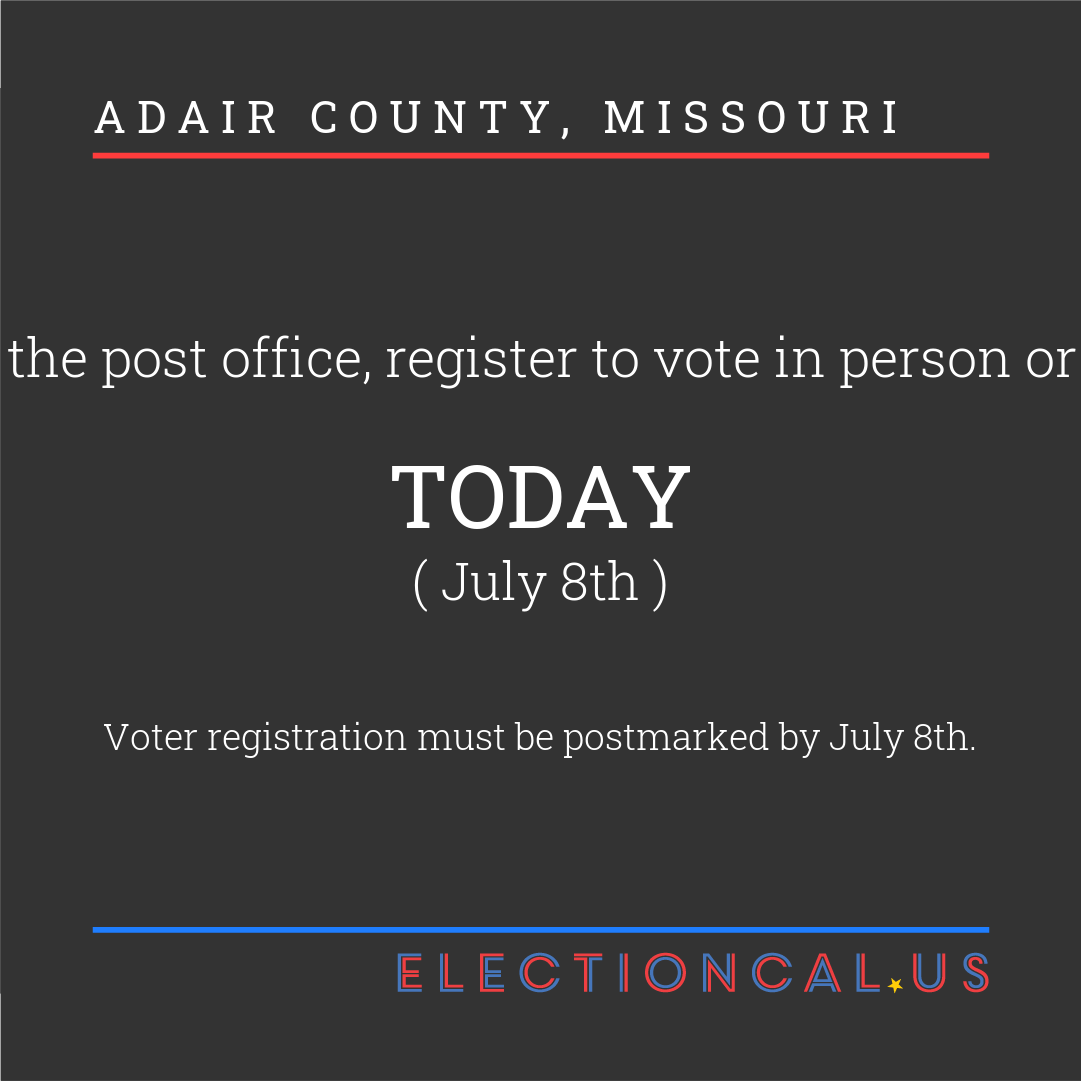 ADAIR COUNTY, MISSOURI
the post office, register to vote in person or
TODAY
( July 8th )
Voter registration must be postmarked by July 8th.
ELECTIONCAL.US